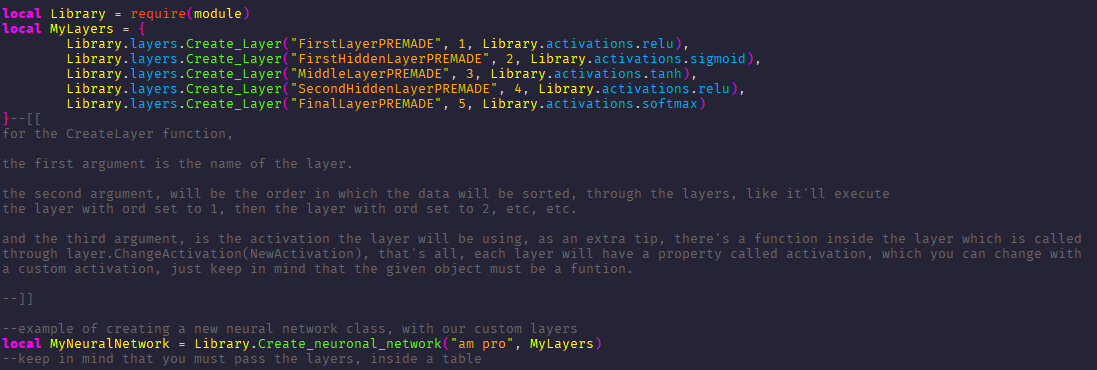 local Library = require(module)
local MyLayers = {
Library.layers.Create_Layer("FirstLayerPREMADE", 1, Library.activations.relu),
Library.layers.Create_Layer("FirstHiddenLayerPREMADE", 2, Library.activations.sigmoid),
Library.layers.Create_Layer("MiddleLayerPREMADE", 3, Library.activations.tanh),
Library.layers.Create_Layer("SecondHiddenLayerPREMADE", 4, Library.activations.relu),
Library.layers.Create_Layer("FinalLayerPREMADE", 5, Library.activations.softmax)
}--[[
for the CreateLayer function,
the first argument is the name of the layer.
the second argument, will be the order in which the data will be sorted, through the layers, like it'll execute
the layer with ord set to 1, then the layer with ord set to 2, etc, etc.
and the third argument, is the activation the layer will be using, as an extra tip, there's a function inside the layer which is called
through layer.ChangeActivation(NewActivation), that's all, each layer will have a property called activation, which you can change with
a custom activation, just keep in mind that the given object must be a funtion.
--]]
--example of creating a new neural network class, with our custom layers
local MyNeuralNetwork = Library.Create_neuronal_network("am pro", MyLayers)
--keep in mind that you must pass the layers, inside a table